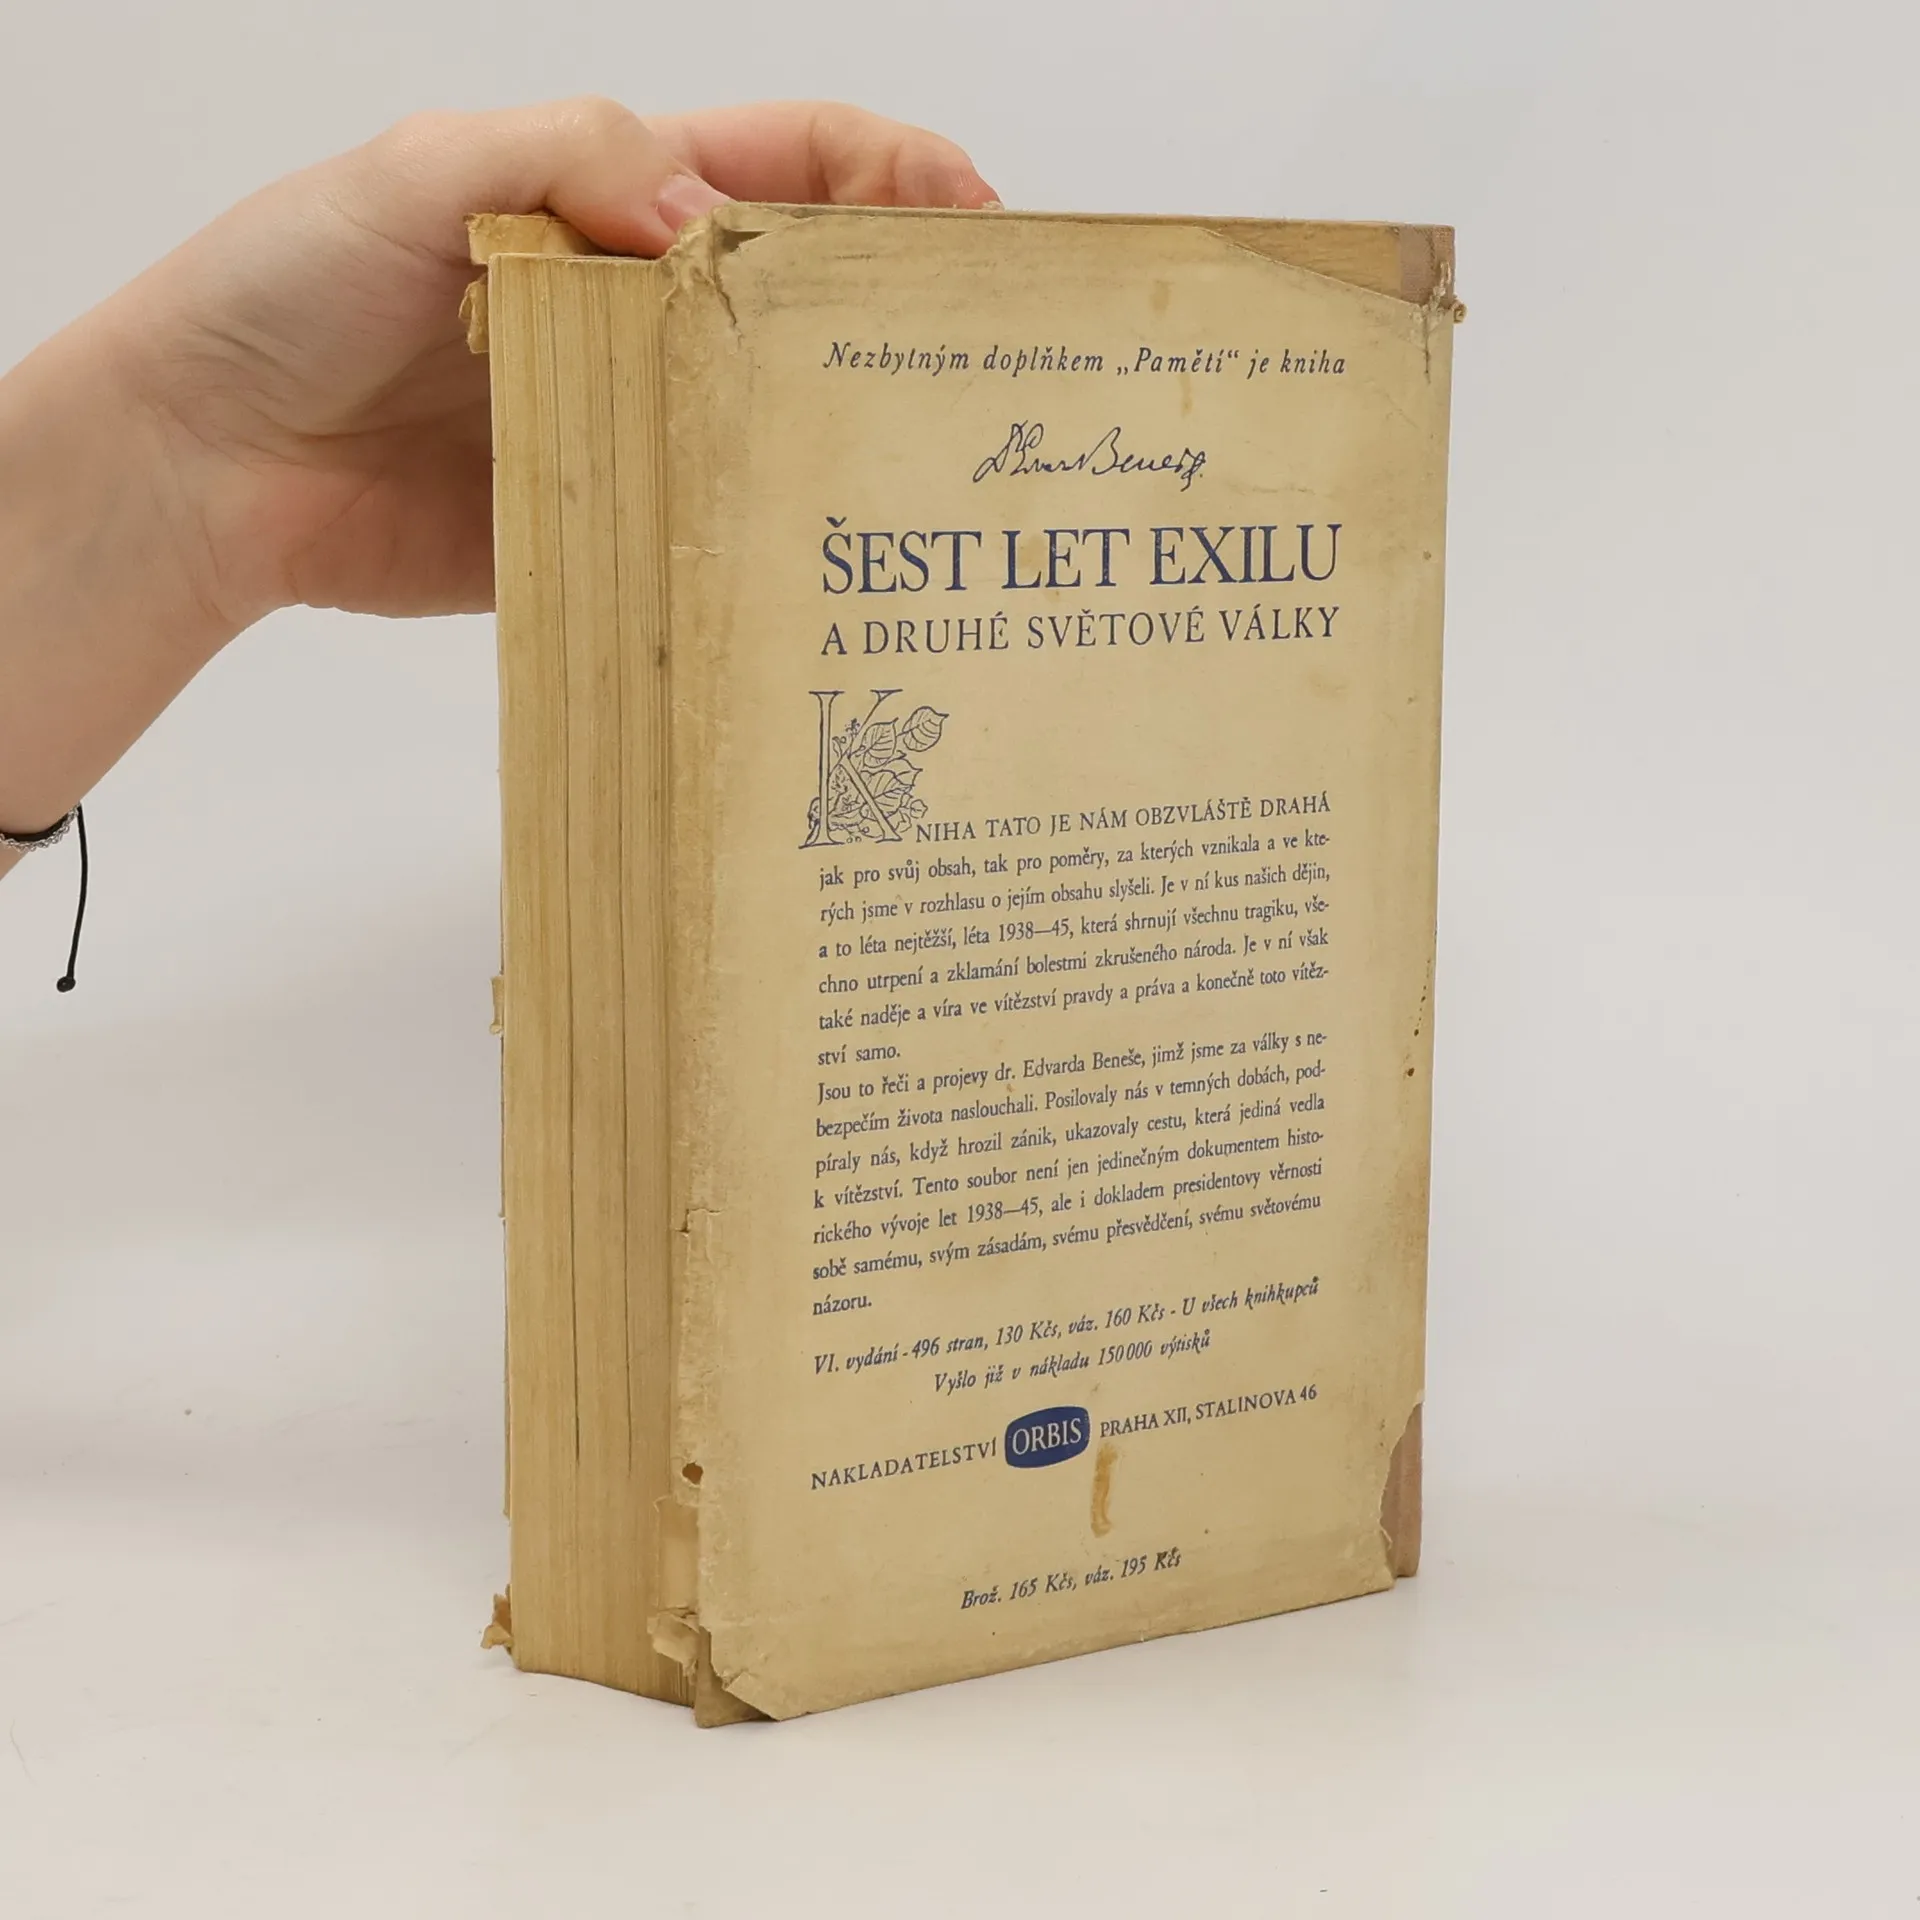 Nezbytným doplňkem „Pamětí“ je kniha
Dr Edvard Beneš
ŠEST LET EXILU
A DRUHÉ SVĚTOVÉ VÁLKY
KNIHA TATO JE NÁM OBZVLÁŠTĚ DRAHÁ
jak pro svůj obsah, tak pro poměry, za kterých vznikala a ve kte-
rých jsme v rozhlase o jejím obsahu slyšeli. Je v ní kus našich dějin,
a to léta nejtěžší, léta 1938—45, která shrnují všechnu tragiku, vše-
chno utrpení a zklamání bolestmi zkrušeného národa. Je v ní však
také naděje a víra ve vítězství pravdy a práva a konečně toto vítěz-
ství samo.
Jsou to řeči a projevy dr. Edvarda Beneše, jimž jsme za války s ne-
bezpečím života naslouchali. Posilovaly nás v temných dobách, pod-
píraly nás, když hrozil zánik, ukazovaly cestu, která jediná vedla
k vítězství. Tento soubor není jen jedinečným dokumentem histo-
rického vývoje let 1938—45, ale i dokladem presidentovy věrnosti
sobě samému, svým zásadám, svému přesvědčení, svému světovému
názoru.
VI. vydání - 496 stran, 130 Kčs, váz. 160 Kčs - U všech knihkupců
Vyšlo již v nákladu 150 000 výtisků
NAKLADATELSTVÍ ORBIS PRAHA XII, STALINOVA 46
Brož. 165 Kčs, váz. 195 Kčs